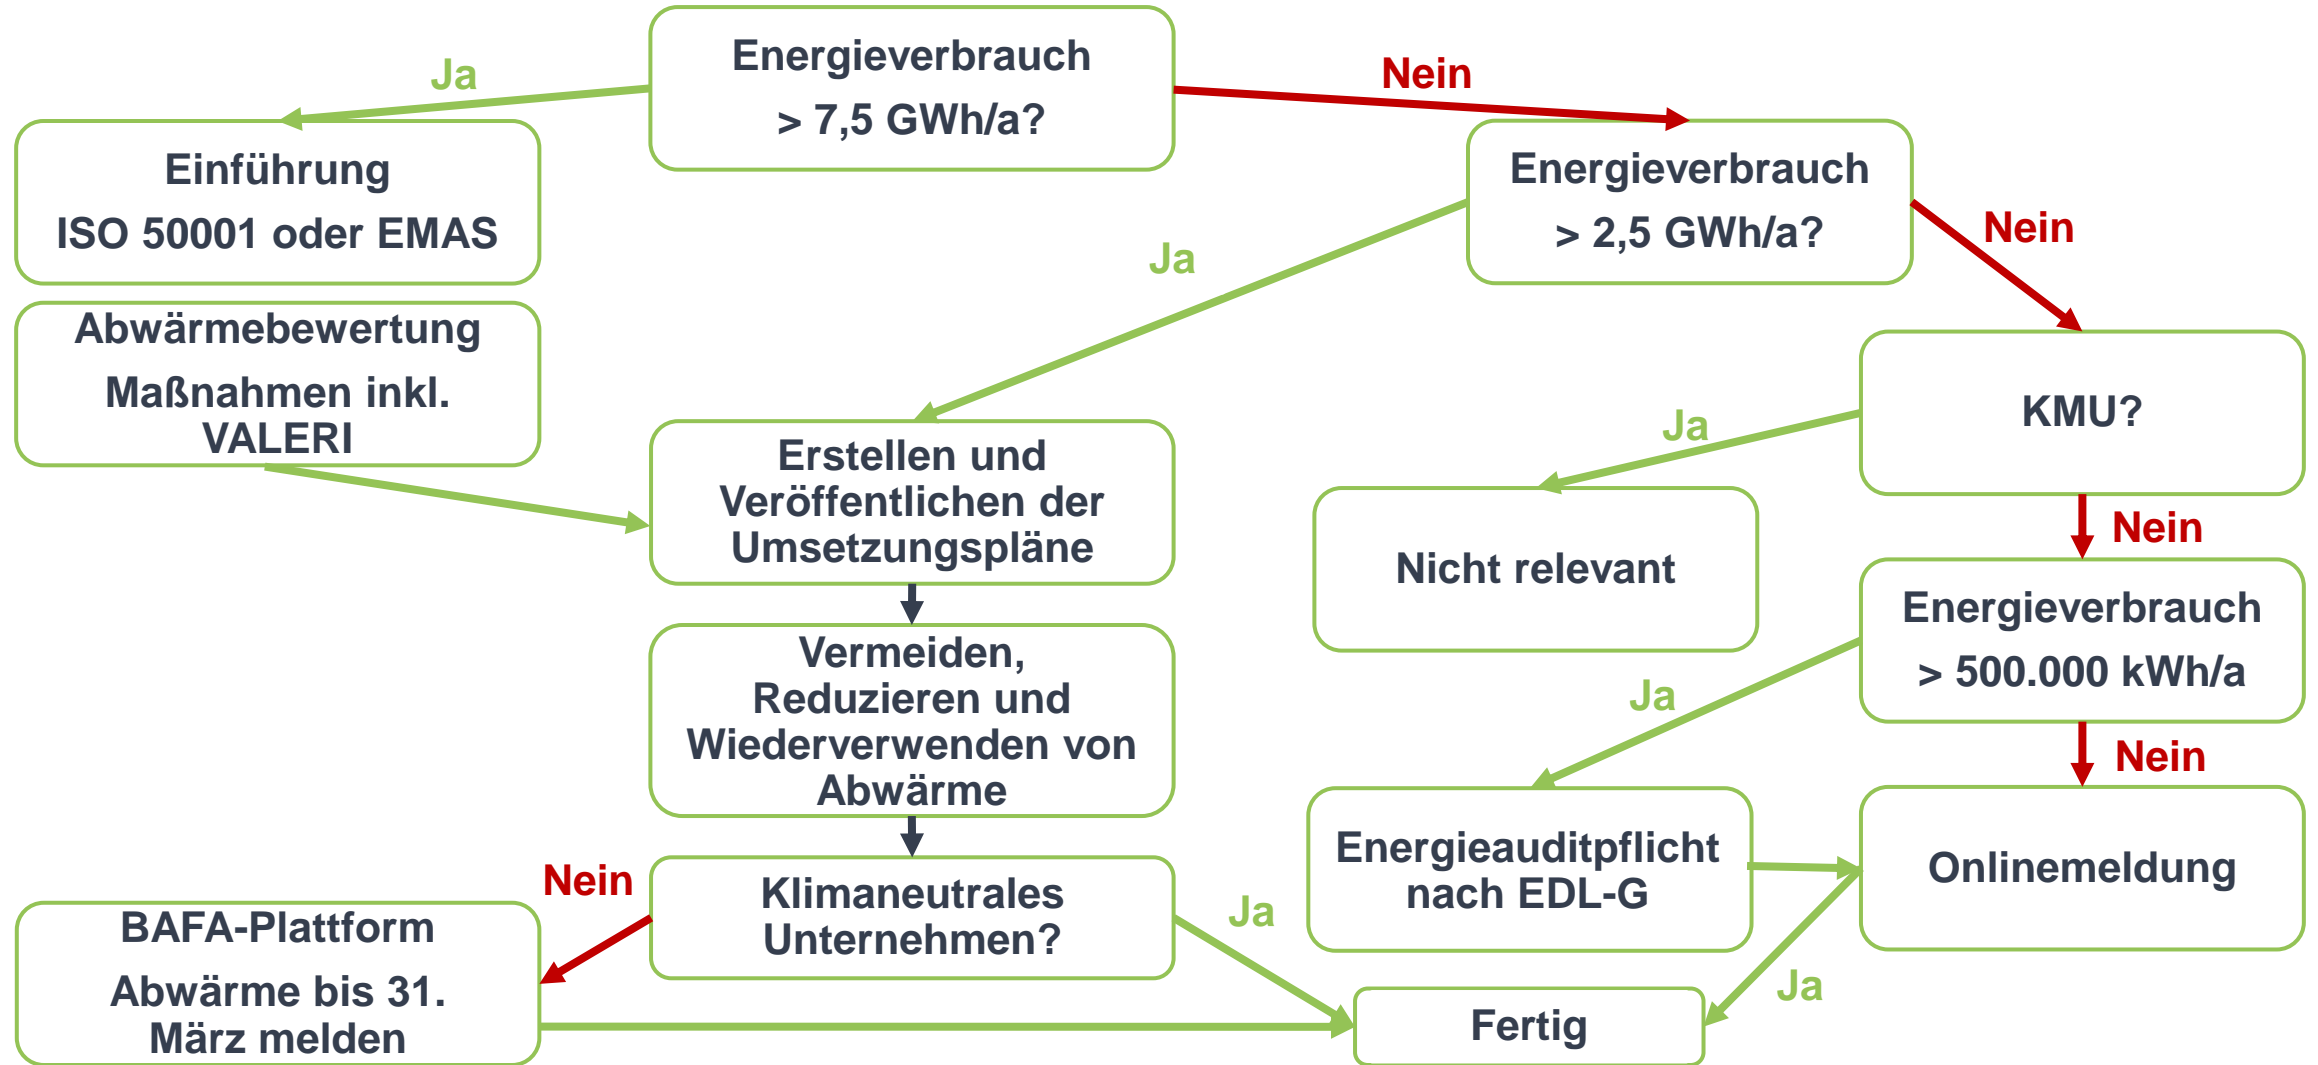 Energieverbrauch
> 7,5 GWh/a?
Ja
Nein
Einführung
ISO 50001 oder EMAS
Energieverbrauch
> 2,5 GWh/a?
Ja
Nein
Abwärmebewertung
Maßnahmen inkl.
VALERI
KMU?
Ja
Nein
Erstellen und
Veröffentlichen der
Umsetzungspläne
Nicht relevant
Energieverbrauch
> 500.000 kWh/a
Ja
Nein
Vermeiden,
Reduzieren und
Wiederverwenden von
Abwärme
Energieauditpflicht
nach EDL-G
Onlinemeldung
Klimaneutrales
Unternehmen?
Nein
Ja
Ja
BAFA-Plattform
Abwärme bis 31.
März melden
Fertig